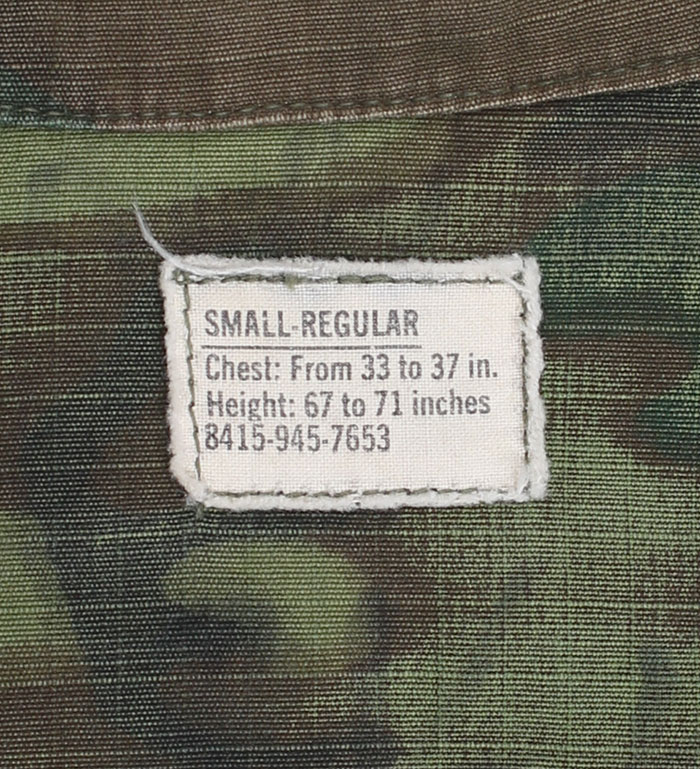 SMALL-REGULAR
Chest: From 33 to 37 in.
Height: 67 to 71 inches
8415-945-7653